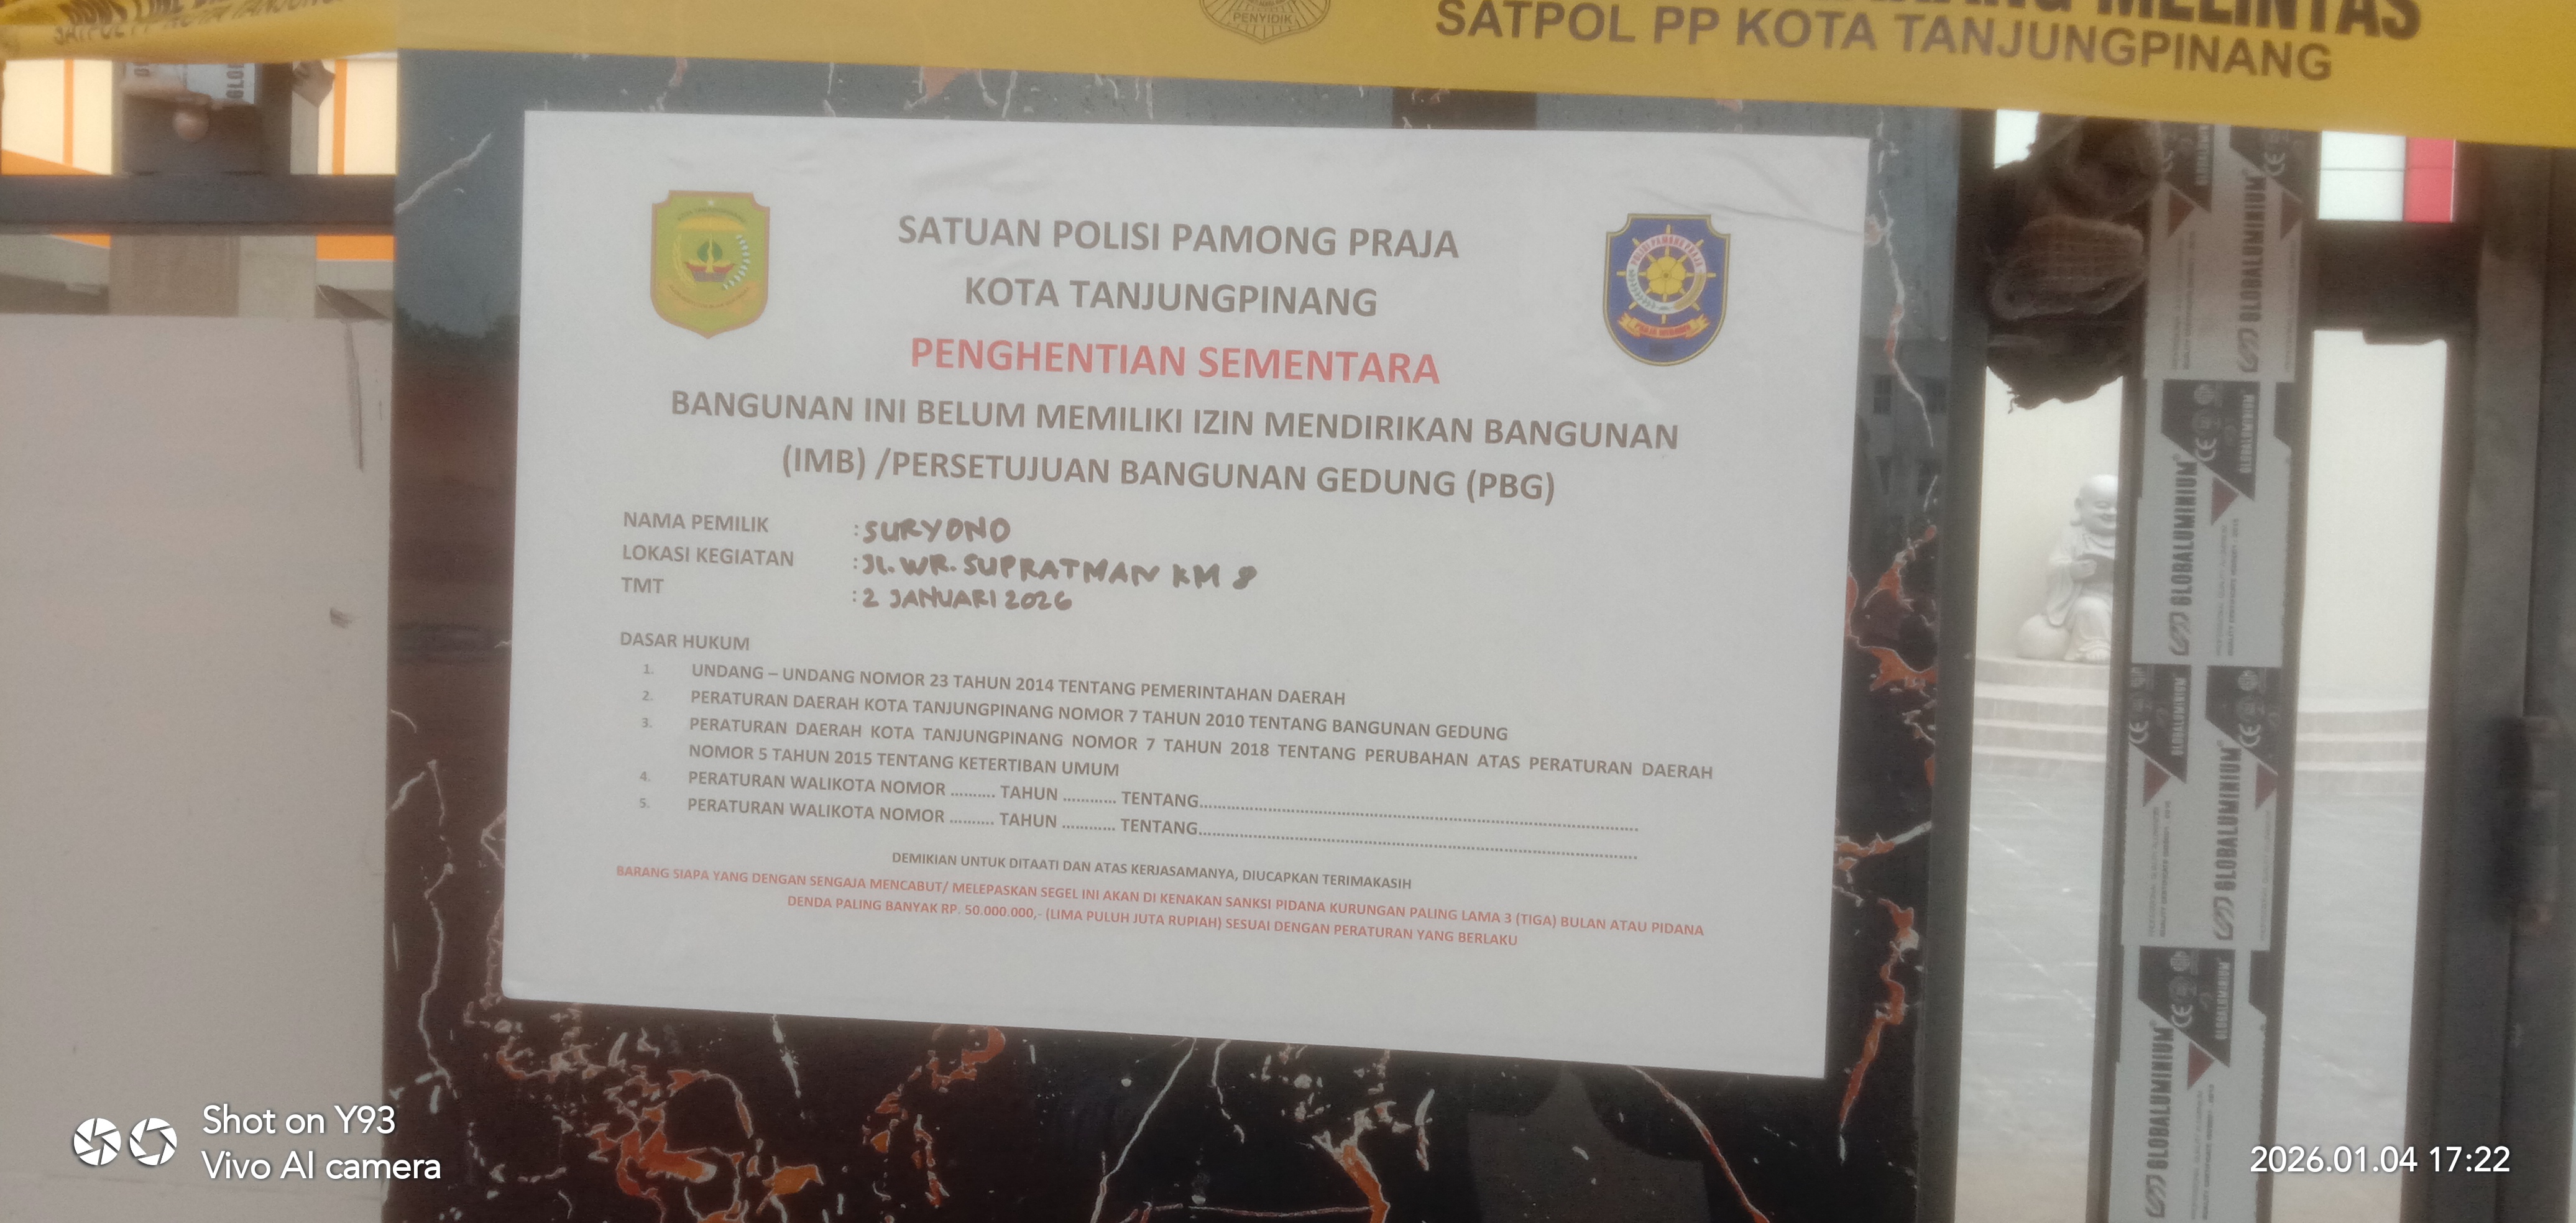 MELINTAS
SATPOL PP KOTA TANJUNGPINANG
PENYIDIK
SATUAN POLISI PAMONG PRAJA
KOTA TANJUNGPINANG
PENGHENTIAN SEMENTARA
BANGUNAN INI BELUM MEMILIKI IZIN MENDIRIKAN BANGUNAN
(IMB) /PERSETUJUAN BANGUNAN GEDUNG (PBG)
NAMA PEMILIK : SURYONO
LOKASI KEGIATAN : JL. WR. SUPRATMAN KM 8
TMT : 2 JANUARI 2026
DASAR HUKUM
1. UNDANG – UNDANG NOMOR 23 TAHUN 2014 TENTANG PEMERINTAHAN DAERAH
2. PERATURAN DAERAH KOTA TANJUNGPINANG NOMOR 7 TAHUN 2010 TENTANG BANGUNAN GEDUNG
3. PERATURAN DAERAH KOTA TANJUNGPINANG NOMOR 7 TAHUN 2018 TENTANG PERUBAHAN ATAS PERATURAN DAERAH
NOMOR 5 TAHUN 2015 TENTANG KETERTIBAN UMUM
4. PERATURAN WALIKOTA NOMOR .......... TAHUN ............ TENTANG....................
5. PERATURAN WALIKOTA NOMOR .......... TAHUN ............ TENTANG....................
DEMIKIAN UNTUK DITAATI DAN ATAS KERJASAMANYA, DIUCAPKAN TERIMAKASIH
BARANG SIAPA YANG DENGAN SENGAJA MENCABUT/ MELEPASKAN SEGEL INI AKAN DI KENAKAN SANKSI PIDANA KURUNGAN PALING LAMA 3 (TIGA) BULAN ATAU PIDANA
DENDA PALING BANYAK RP. 50.000.000,- (LIMA PULUH JUTA RUPIAH) SESUAI DENGAN PERATURAN YANG BERLAKU
GLOBALUMINIUM
GLOBALUMINIUM
GLOBALUMINIUM
GLOBALUMINIUM
Shot on Y93
Vivo AI camera
2026.01.04 17:22